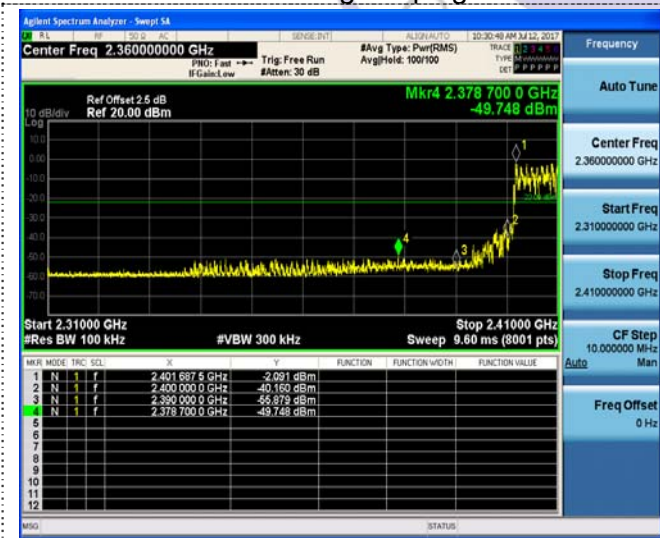 Agilent Spectrum Analyzer - Swept SA
RL RF 50 Ω AC SENSE:INT ALIGN AUTO 10:30:48 AM Jul 12, 2017
Center Freq 2.360000000 GHz
PNO: Fast
IFGain:Low
Trig: Free Run
#Atten: 30 dB
#Avg Type: Pwr(RMS)
Avg|Hold: 100/100
TRACE 1 2 3 4 5 6
TYPE
DET P P P P P P
Mkr4 2.378 700 0 GHz
-49.748 dBm
Ref Offset 2.5 dB
10 dB/div Ref 20.00 dBm
Log
10.0
0.00
-10.0
-20.0
-30.0
-40.0
-50.0
-60.0
-70.0
1
2
3
4
Start 2.31000 GHz
Stop 2.41000 GHz
#Res BW 100 kHz #VBW 300 kHz Sweep 9.60 ms (8001 pts)
MKR MODE TRC SCL X Y FUNCTION FUNCTION WIDTH FUNCTION VALUE
1 N 1 f 2.401 687 5 GHz -2.091 dBm
2 N 1 f 2.400 000 0 GHz -40.160 dBm
3 N 1 f 2.390 000 0 GHz -55.879 dBm
4 N 1 f 2.378 700 0 GHz -49.748 dBm
5
6
7
8
9
10
11
12
MSG STATUS
Frequency
Auto Tune
Center Freq
2.360000000 GHz
Start Freq
2.310000000 GHz
Stop Freq
2.410000000 GHz
CF Step
10.000000 MHz
Auto Man
Freq Offset
0 Hz